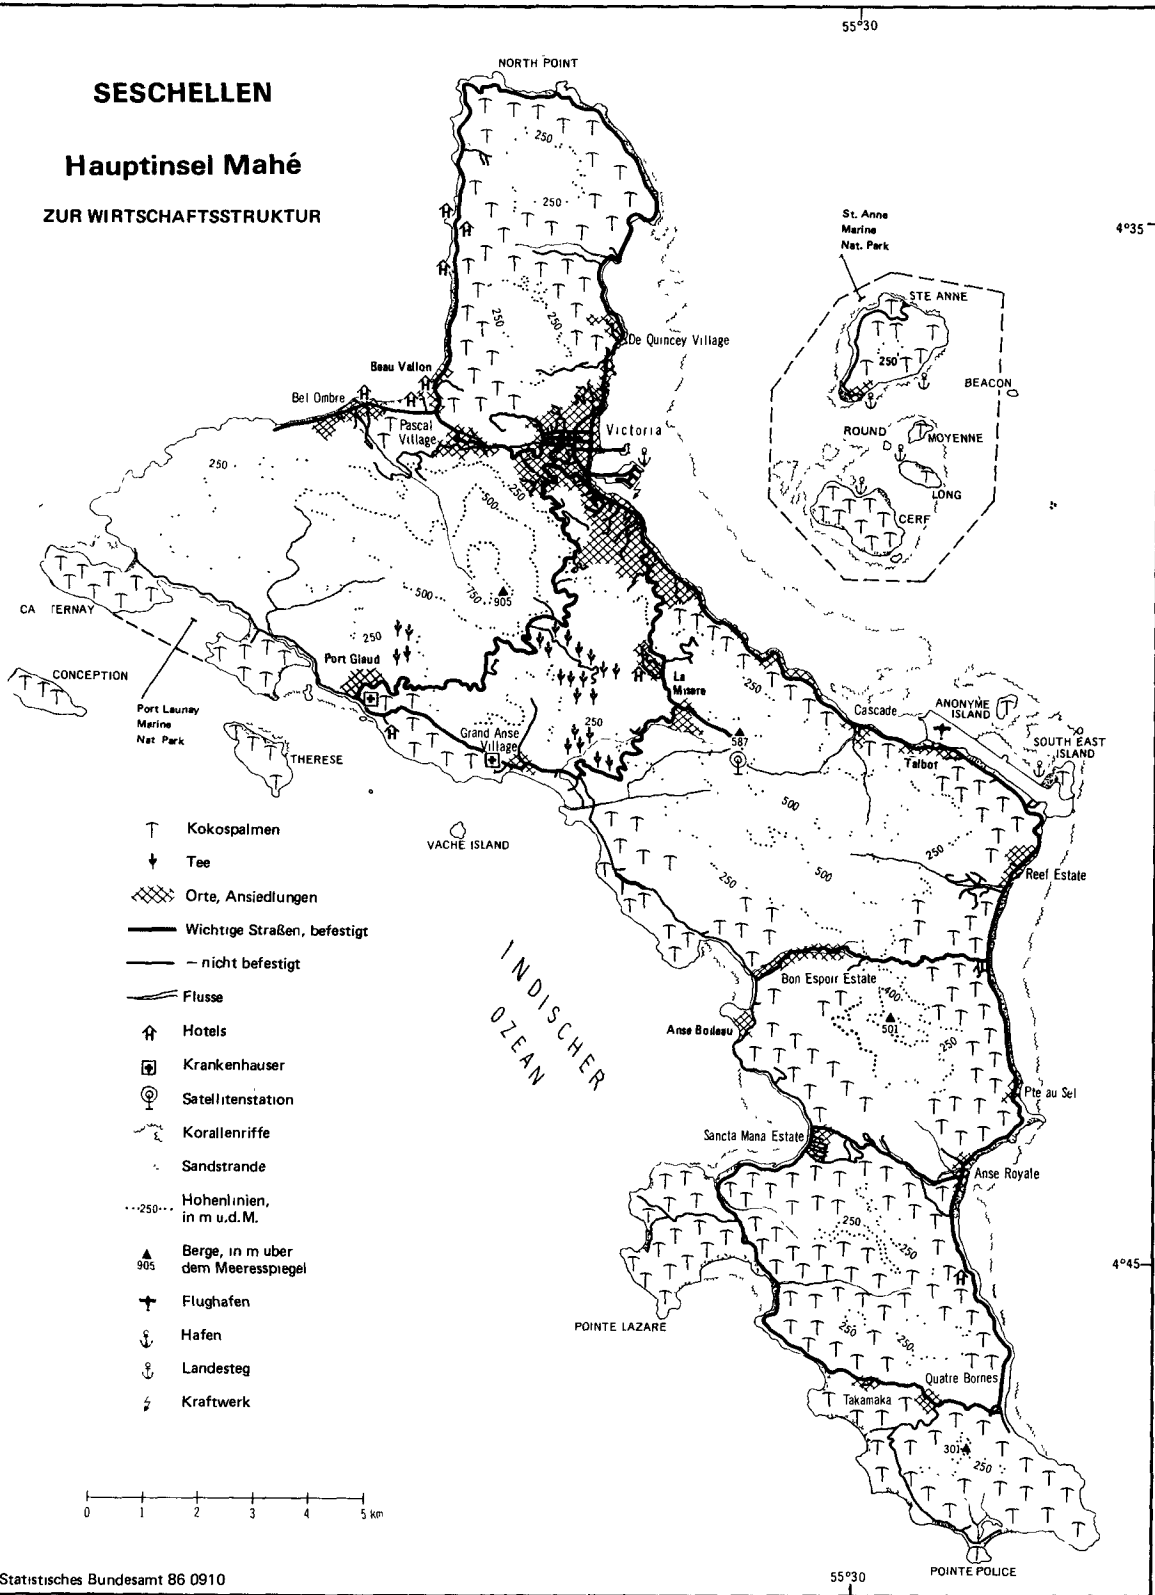 55°30
NORTH POINT
SESCHELLEN
Hauptinsel Mahé
ZUR WIRTSCHAFTSSTRUKTUR
250
250
St. Anne
Marine
Nat. Park
4°35
STE ANNE
250
250
250
De Quincey Village
BEACON
Beau Vallon
Bel Ombre
Pascal
Village
Victoria
ROUND
MOYENNE
LONG
CERF
250
250
500
500
750
905
CA TERNAY
250
Port Glaud
CONCEPTION
La
Misere
250
Port Launay
Marine
Nat Park
Grand Anse
Village
250
587
Cascade
ANONYME
ISLAND
SOUTH EAST
ISLAND
Talbot
THERESE
500
VACHE ISLAND
250
500
250
Reef Estate
Kokospalmen
Tee
Orte, Ansiedlungen
Wichtige Straßen, befestigt
– nicht befestigt
Flusse
Hotels
Krankenhauser
Satellitenstation
Korallenriffe
Sandstrande
250
Hohenlinien,
in m u.d.M.
905
Berge, in m uber
dem Meeresspiegel
Flughafen
Hafen
Landesteg
Kraftwerk
INDISCHER
OZEAN
Bon Espoir Estate
400
501
250
Anse Boileau
Pte au Sel
Sancta Maria Estate
Anse Royale
250
250
4°45
POINTE LAZARE
250
250
Quatre Bornes
Takamaka
301
250
0 1 2 3 4 5 km
POINTE POLICE
Statistisches Bundesamt 86 0910
55°30